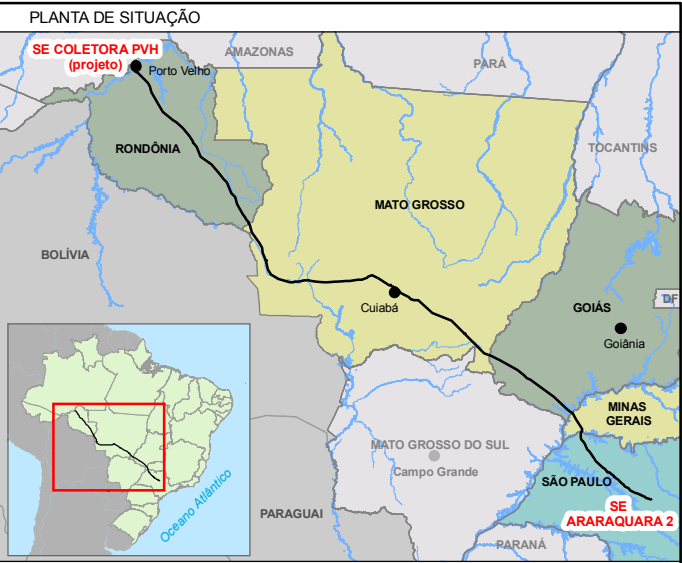 PLANTA DE SITUAÇÃO
SE COLETORA PVH
(projeto)
Porto Velho
AMAZONAS
PARÁ
TOCANTINS
RONDÔNIA
MATO GROSSO
BOLÍVIA
Cuiabá
GOIÁS
DF
Goiânia
MINAS
GERAIS
MATO GROSSO DO SUL
Campo Grande
SÃO PAULO
SE
ARARAQUARA 2
PARAGUAI
PARANÁ
Oceano Atlântico